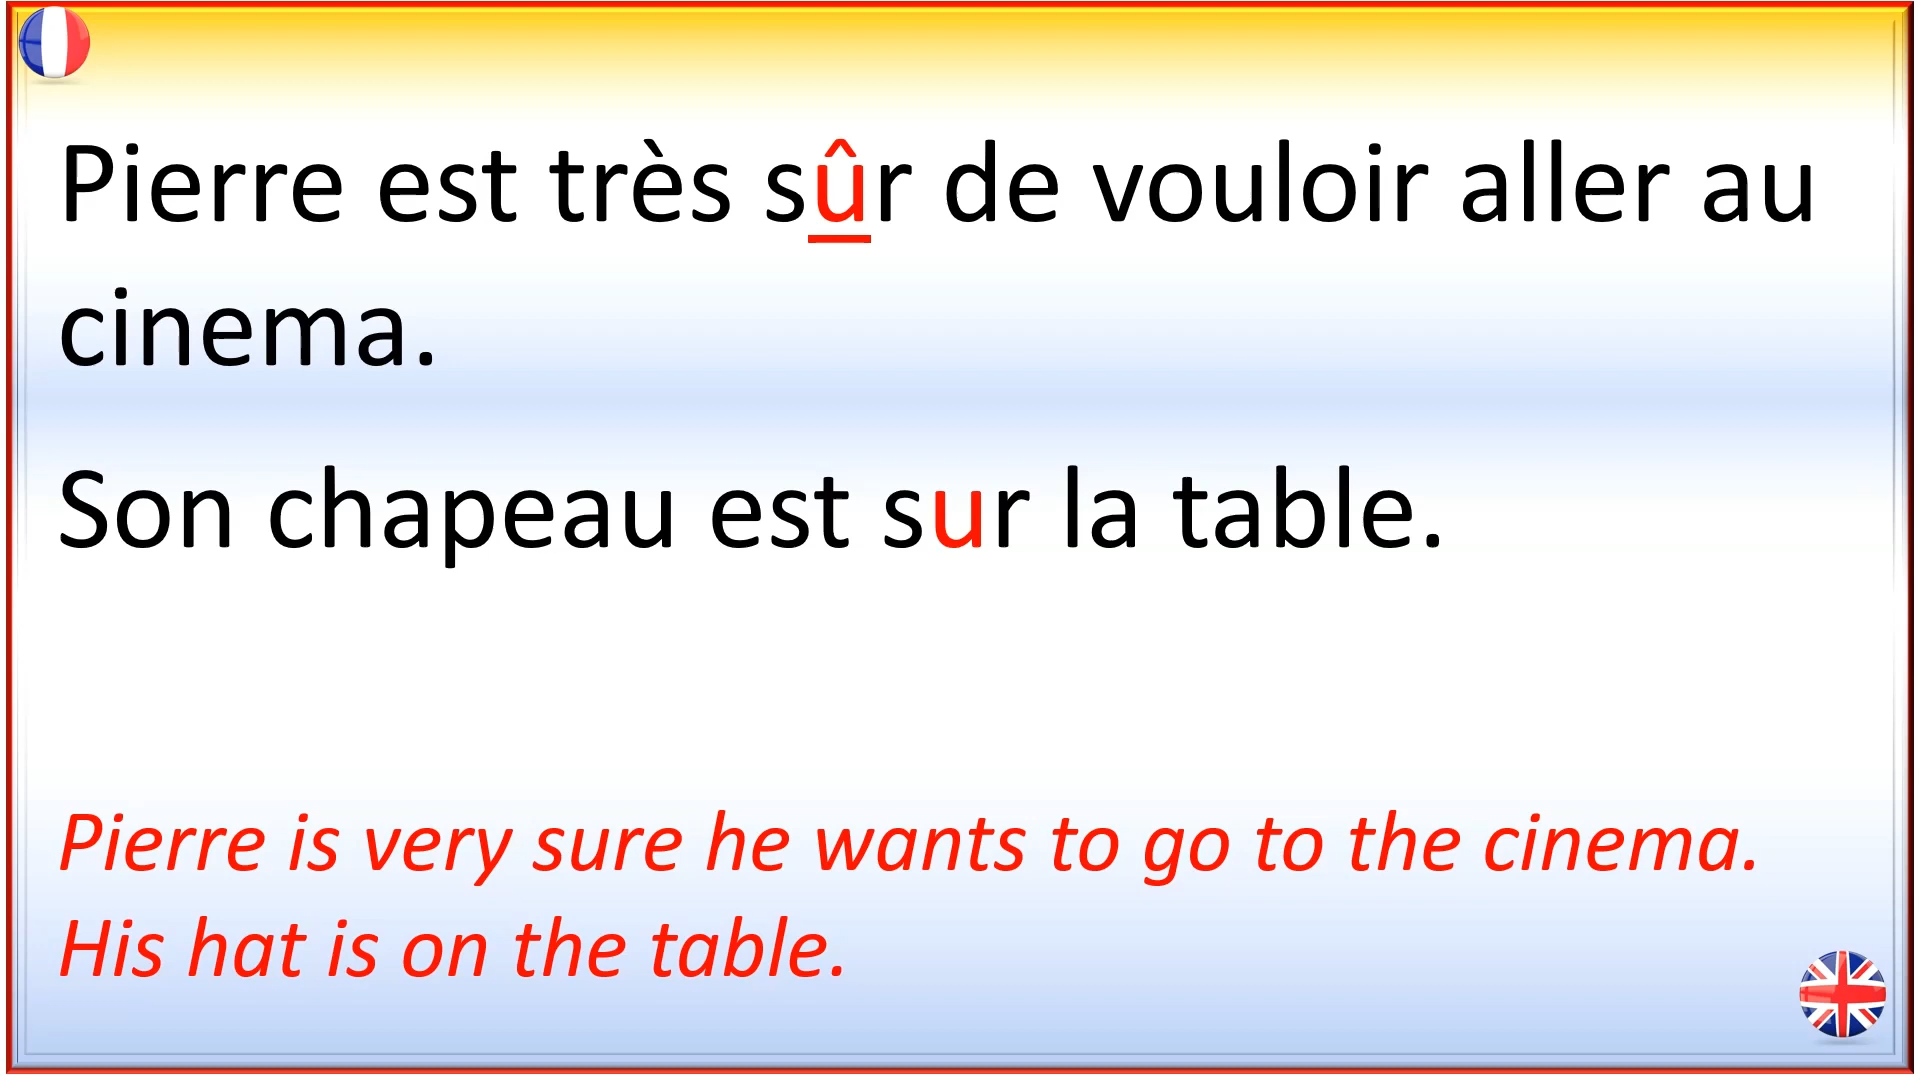 Pierre est très sûr de vouloir aller au
cinema.
Son chapeau est sur la table.
Pierre is very sure he wants to go to the cinema.
His hat is on the table.